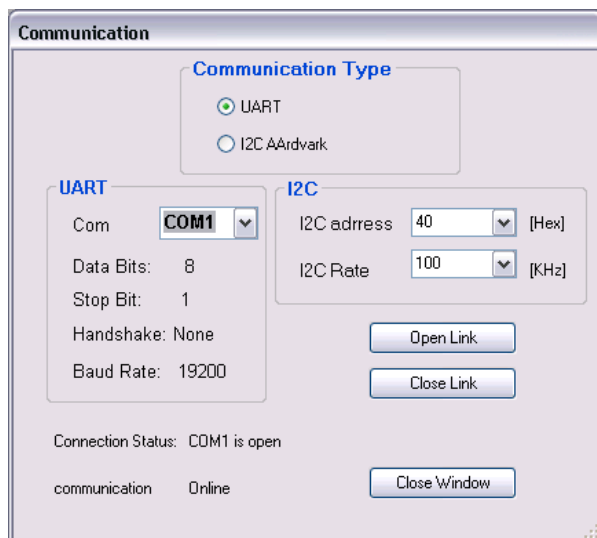 Communication
Communication Type
UART
I2C AArdvark
UART
Com COM1
Data Bits: 8
Stop Bit: 1
Handshake: None
Baud Rate: 19200
I2C
I2C adrress 40 [Hex]
I2C Rate 100 [KHz]
Open Link
Close Link
Connection Status: COM1 is open
communication Online
Close Window